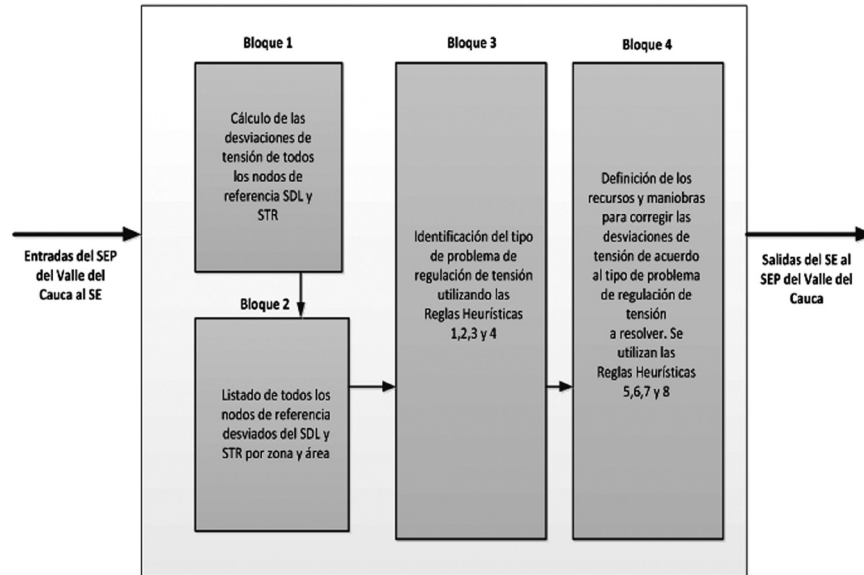 Entradas del SEP
del Valle del
Cauca al SE
Bloque 1
Cálculo de las
desviaciones de
tensión de todos
los nodos de
referencia SDL y
STR
Bloque 2
Listado de todos los
nodos de referencia
desviados del SDL y
STR por zona y área
Bloque 3
Identificación del tipo
de problema de
regulación de tensión
utilizando las
Reglas Heurísticas
1,2,3 y 4
Bloque 4
Definición de los
recursos y maniobras
para corregir las
desviaciones de
tensión de acuerdo
al tipo de problema
de regulación de
tensión
a resolver. Se
utilizan las
Reglas Heurísticas
5,6,7 y 8
Salidas del SE al
SEP del Valle del
Cauca